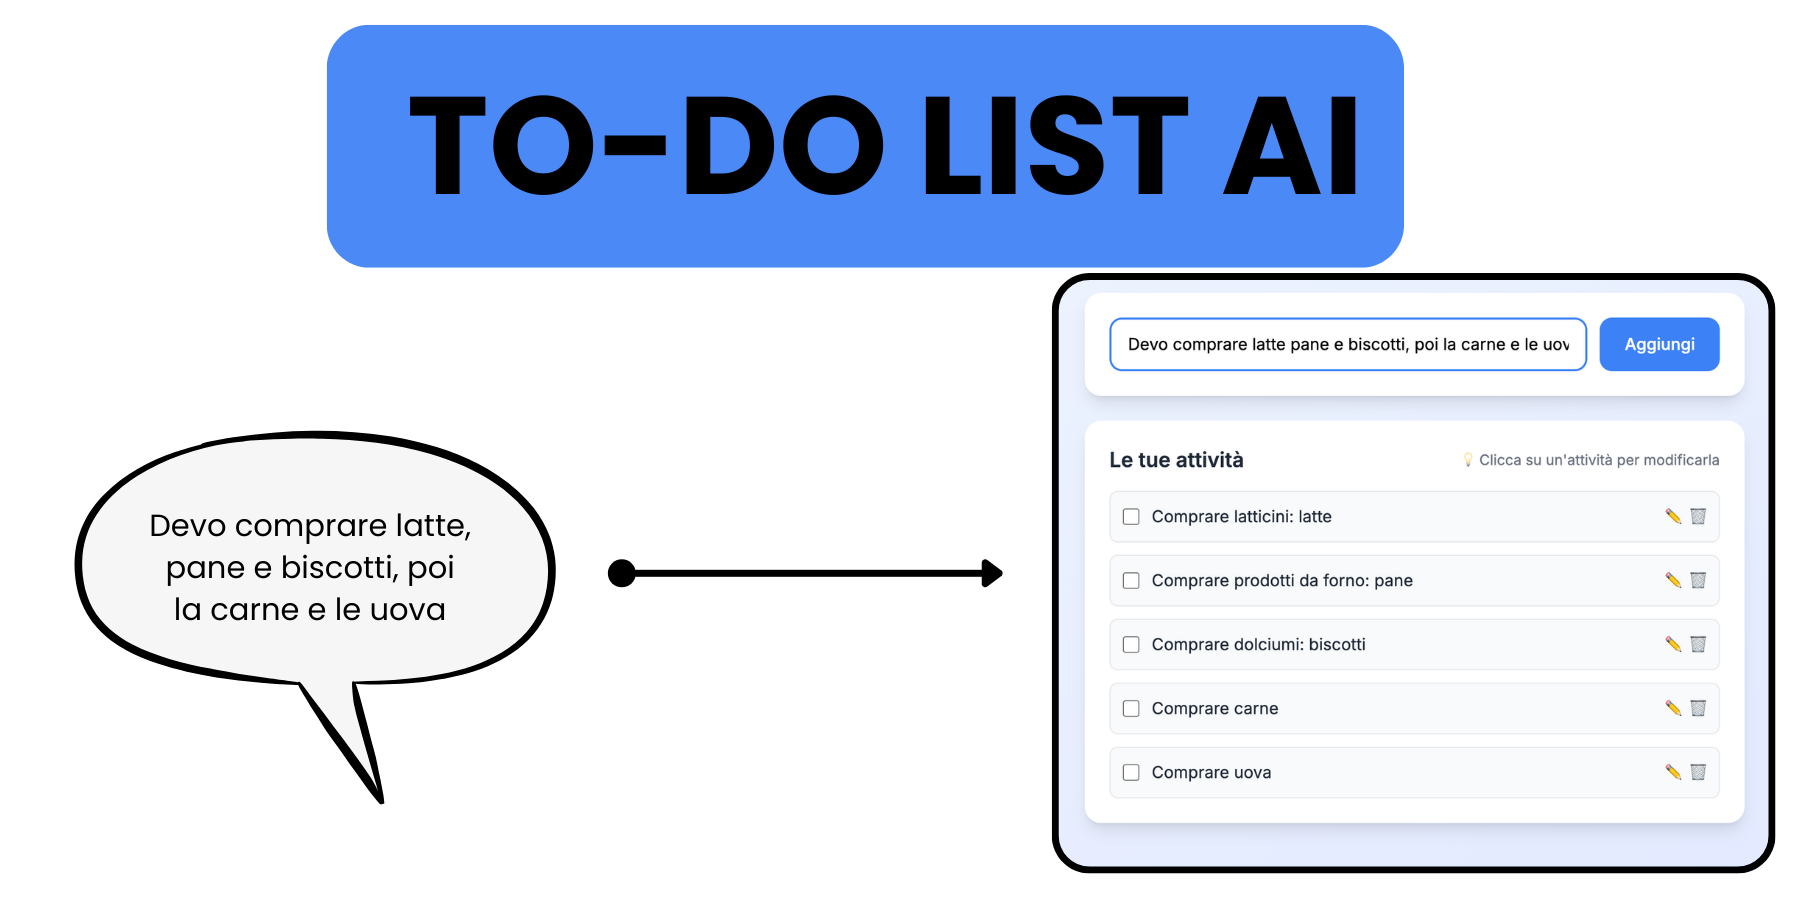 TO-DO LIST AI
Devo comprare latte,
pane e biscotti, poi
la carne e le uova
Devo comprare latte pane e biscotti, poi la carne e le uov
Aggiungi
Le tue attività
Clicca su un'attività per modificarla
Comprare latticini: latte
Comprare prodotti da forno: pane
Comprare dolciumi: biscotti
Comprare carne
Comprare uova